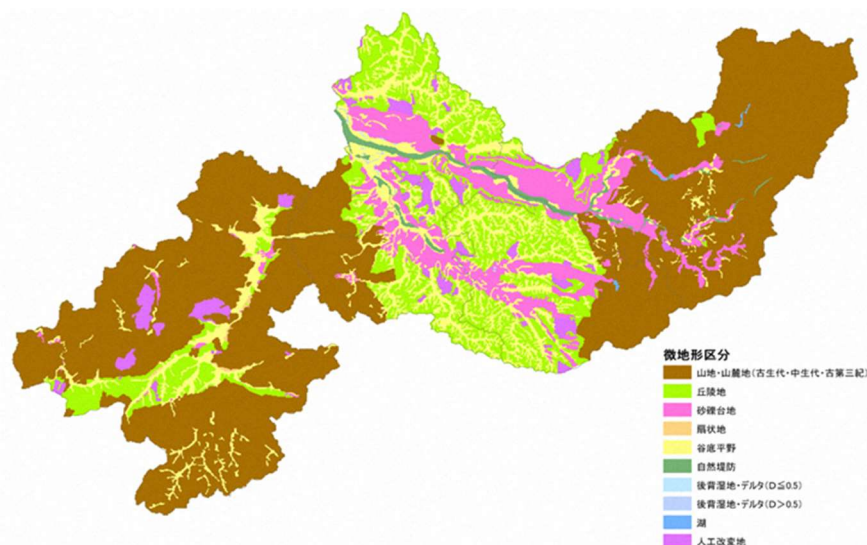 微地形区分
山地・山麓地(古生代・中生代・古第三紀)
丘陵地
砂礫台地
扇状地
谷底平野
自然堤防
後背湿地・デルタ(D≦0.5)
後背湿地・デルタ(D>0.5)
湖
人工改変地